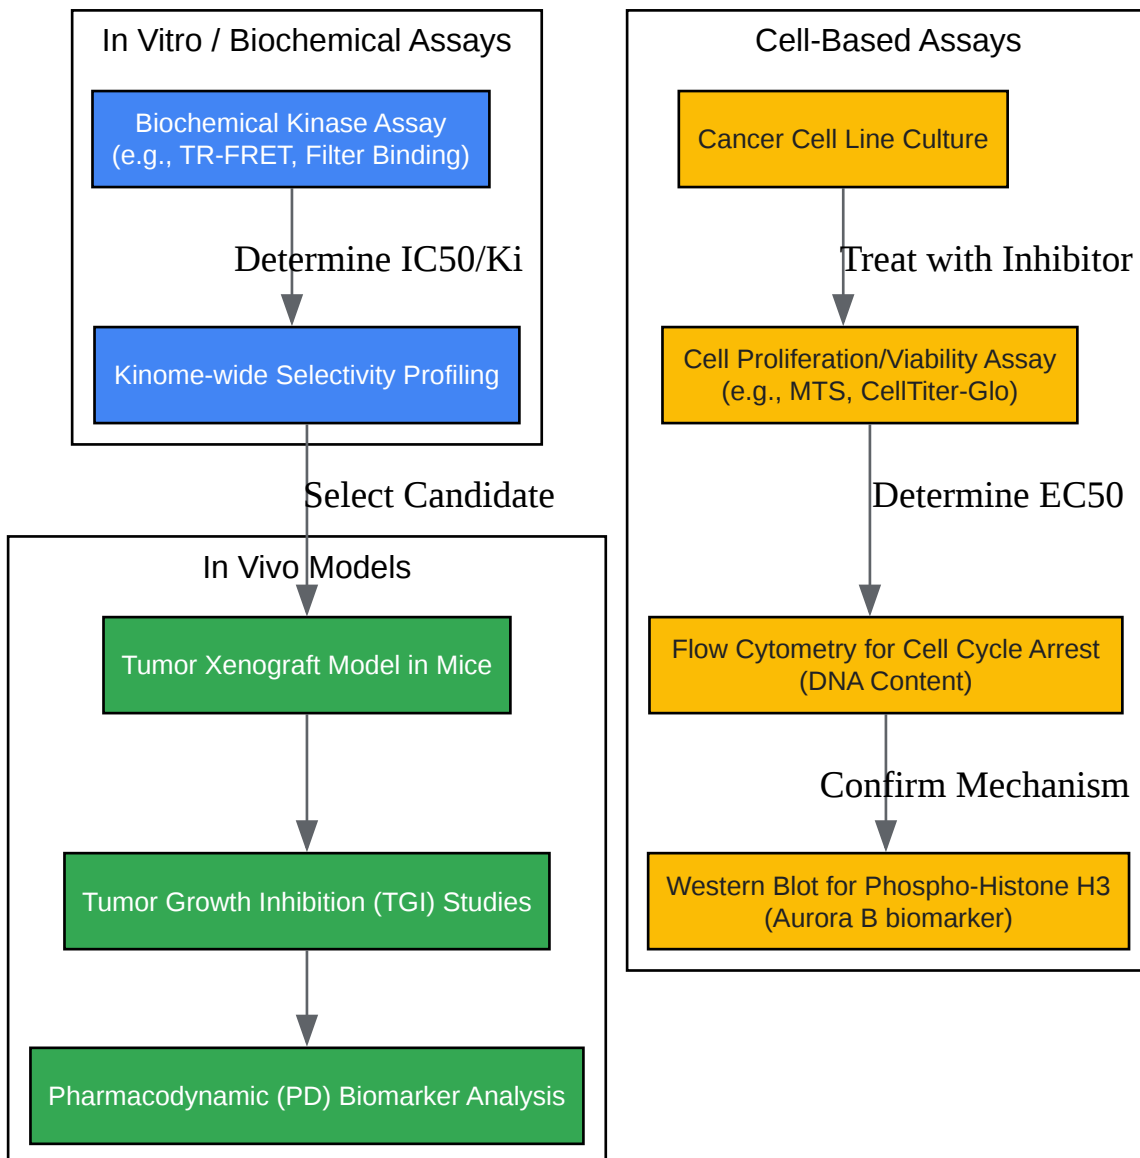 In Vitro / Biochemical Assays
Biochemical Kinase Assay
(e.g., TR-FRET, Filter Binding)
Determine IC50/Ki
Kinome-wide Selectivity Profiling
Select Candidate
In Vivo Models
Tumor Xenograft Model in Mice
Tumor Growth Inhibition (TGI) Studies
Pharmacodynamic (PD) Biomarker Analysis
Cell-Based Assays
Cancer Cell Line Culture
Treat with Inhibitor
Cell Proliferation/Viability Assay
(e.g., MTS, CellTiter-Glo)
Determine EC50
Flow Cytometry for Cell Cycle Arrest
(DNA Content)
Confirm Mechanism
Western Blot for Phospho-Histone H3
(Aurora B biomarker)